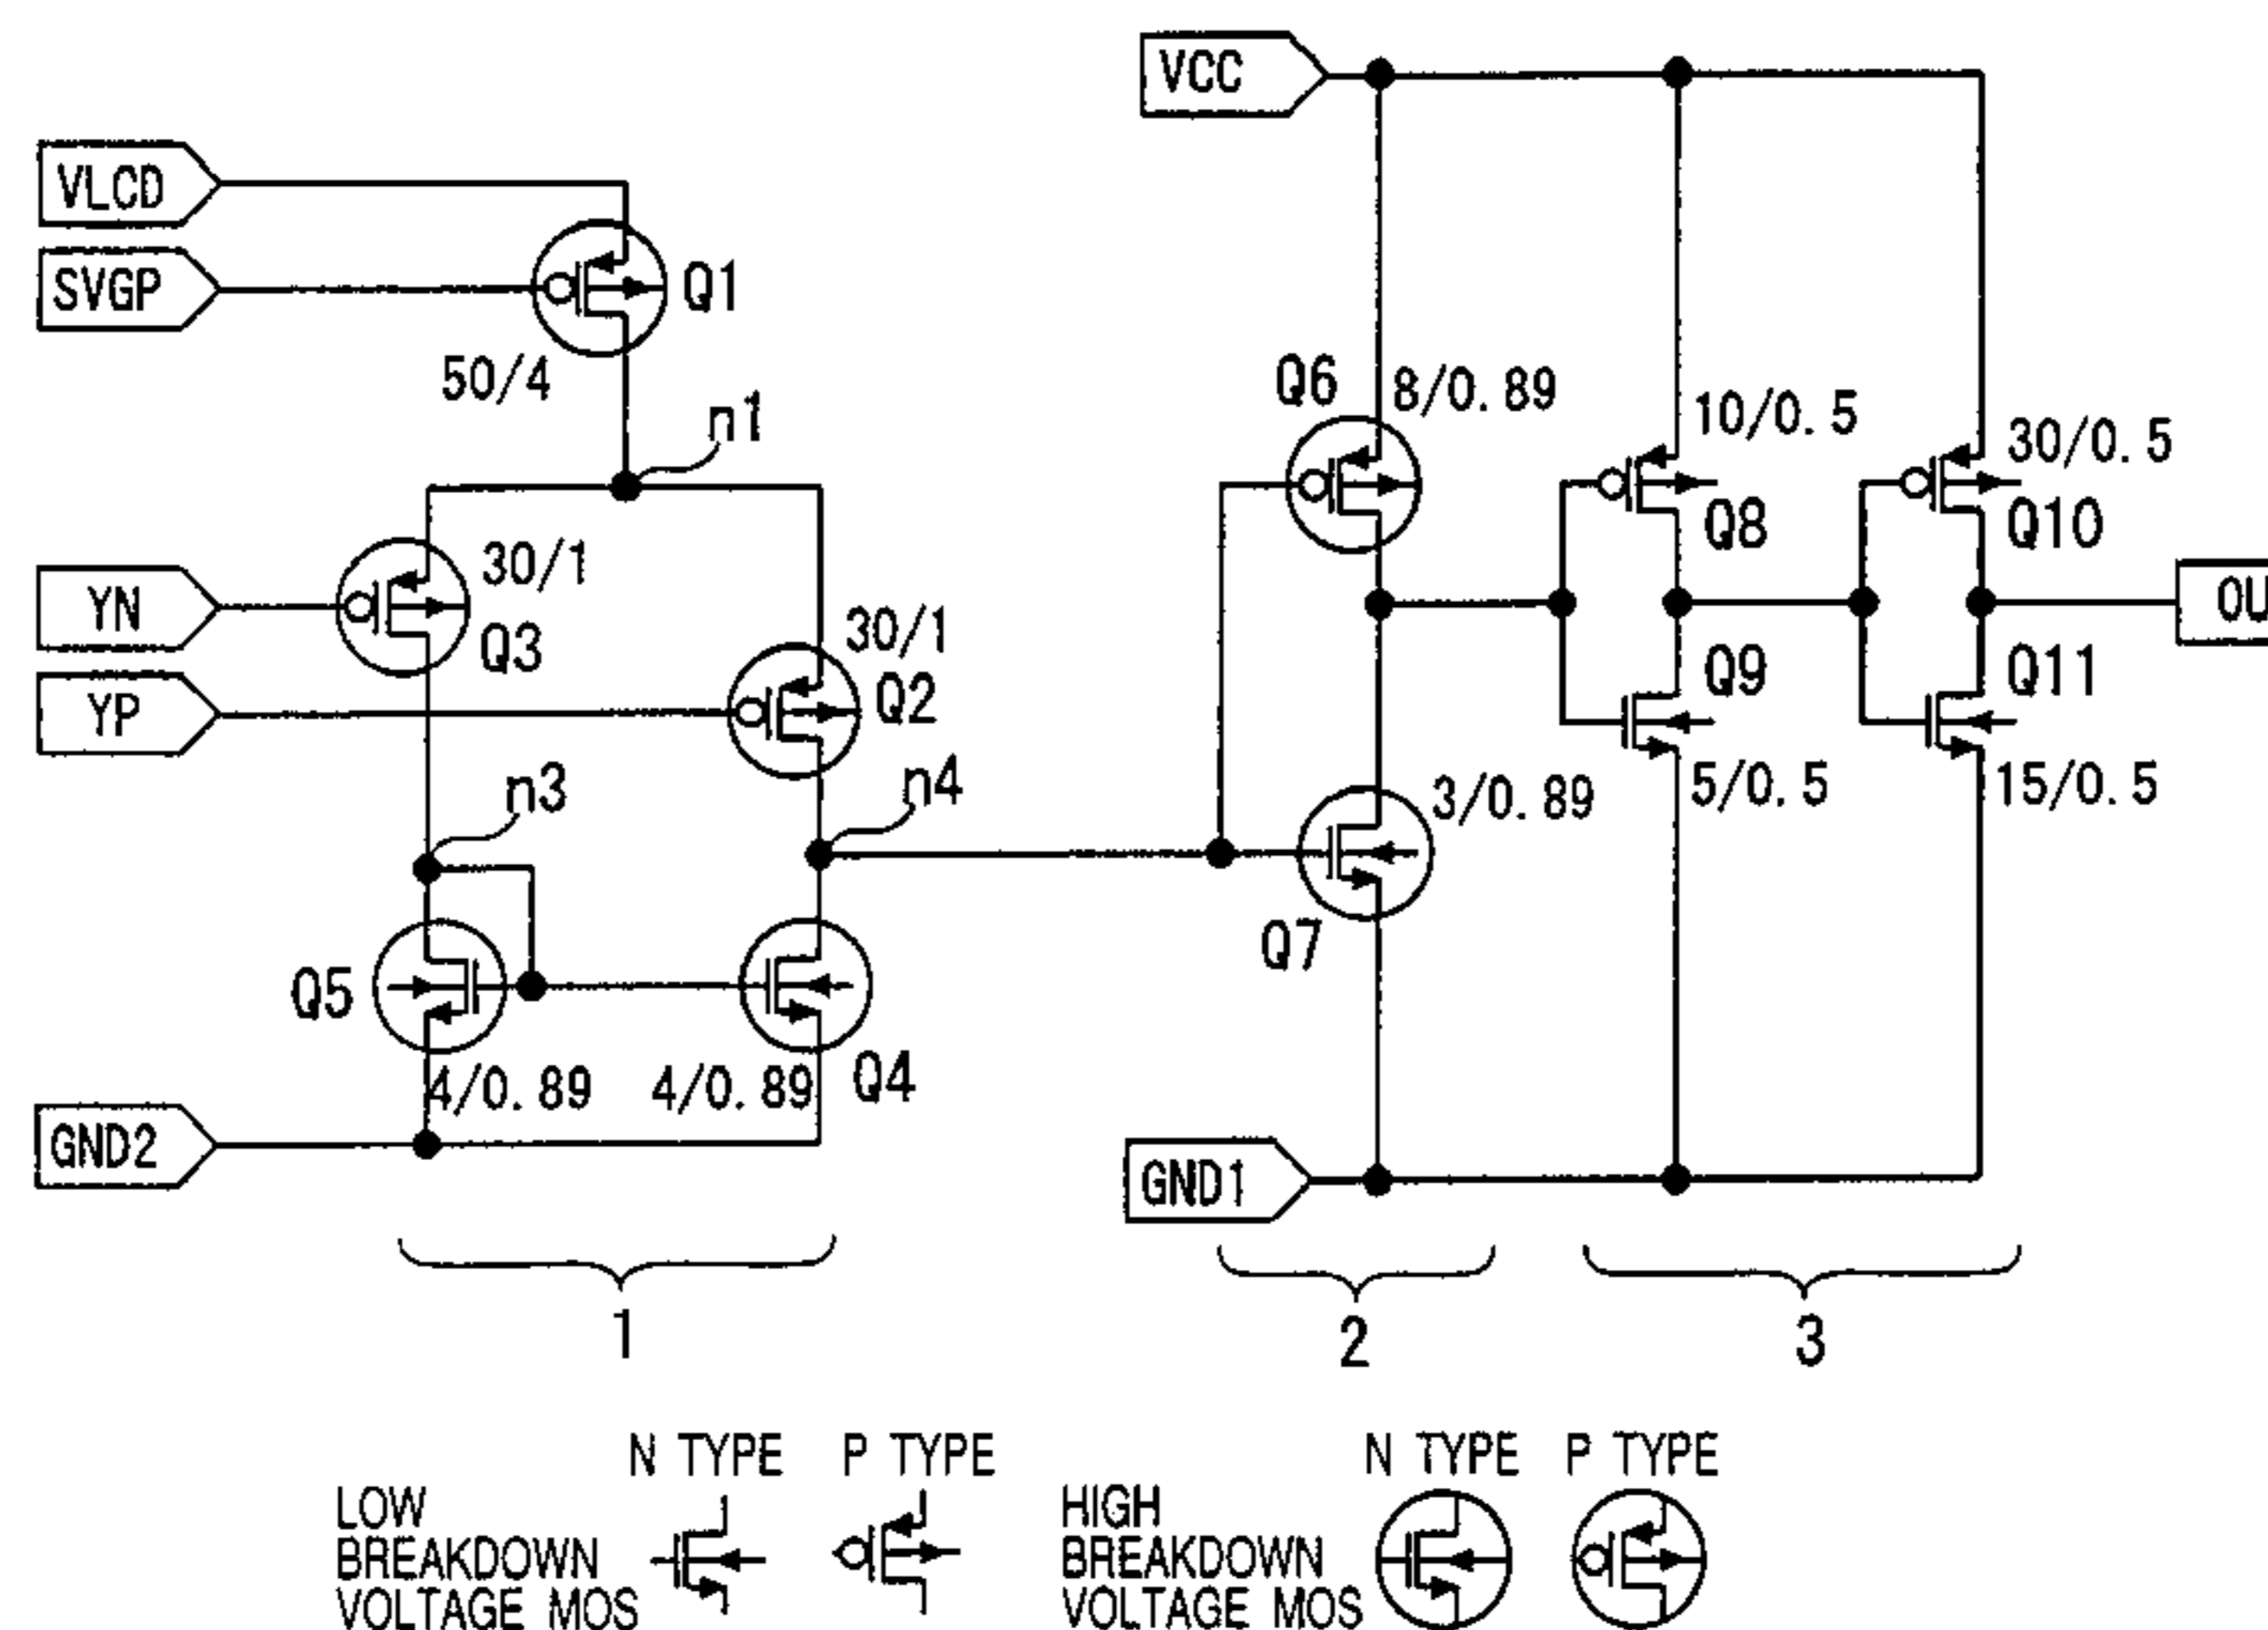 VCC
VLCD
SVGP
Q1
50/4
n1
Q6
8/0.89
10/0.5
30/0.5
Q8
Q10
YN
30/1
Q3
30/1
Q2
YP
OU
Q9
Q11
n3
n4
3/0.89
5/0.5
15/0.5
Q7
Q5
4/0.89
4/0.89
Q4
GND2
GND1
1
2
3
N TYPE
P TYPE
LOW
BREAKDOWN
VOLTAGE MOS
N TYPE
P TYPE
HIGH
BREAKDOWN
VOLTAGE MOS